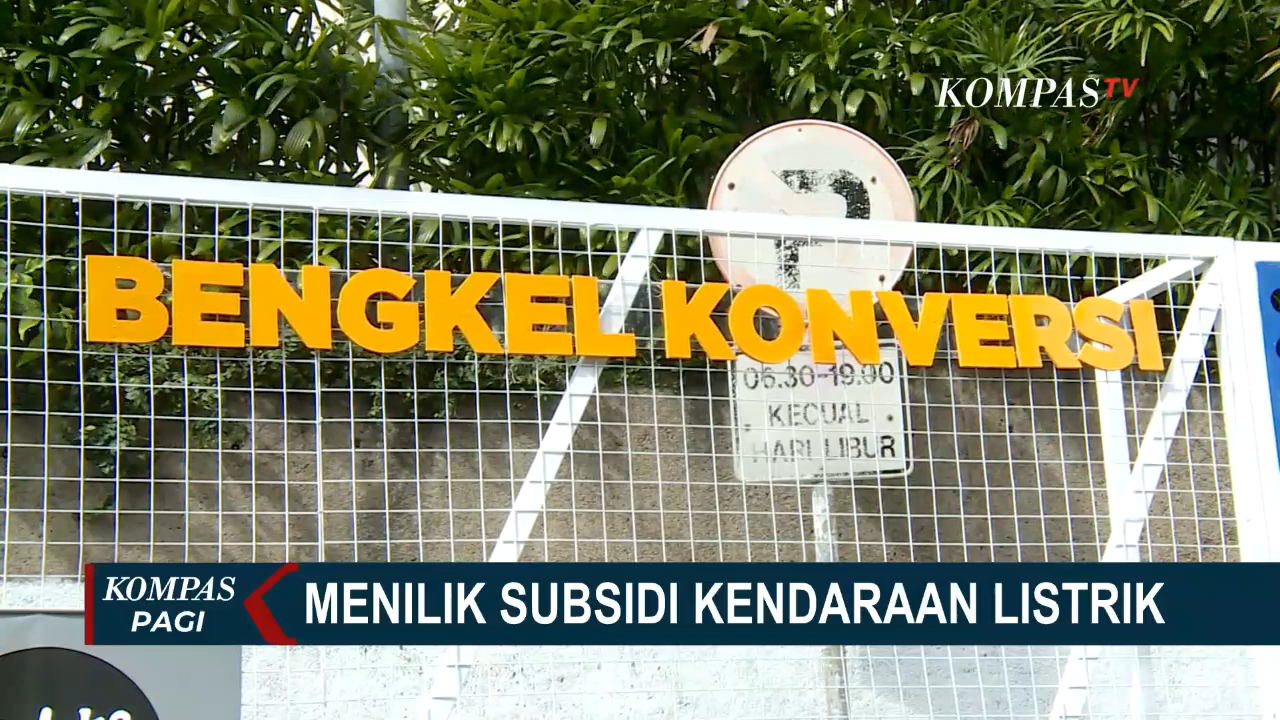 KOMPASTV
P
BENGKEL KONVERSI
06.30-19.00
KECUAL
HARI LIBUR
KOMPAS
PAGI
MENILIK SUBSIDI KENDARAAN LISTRIK